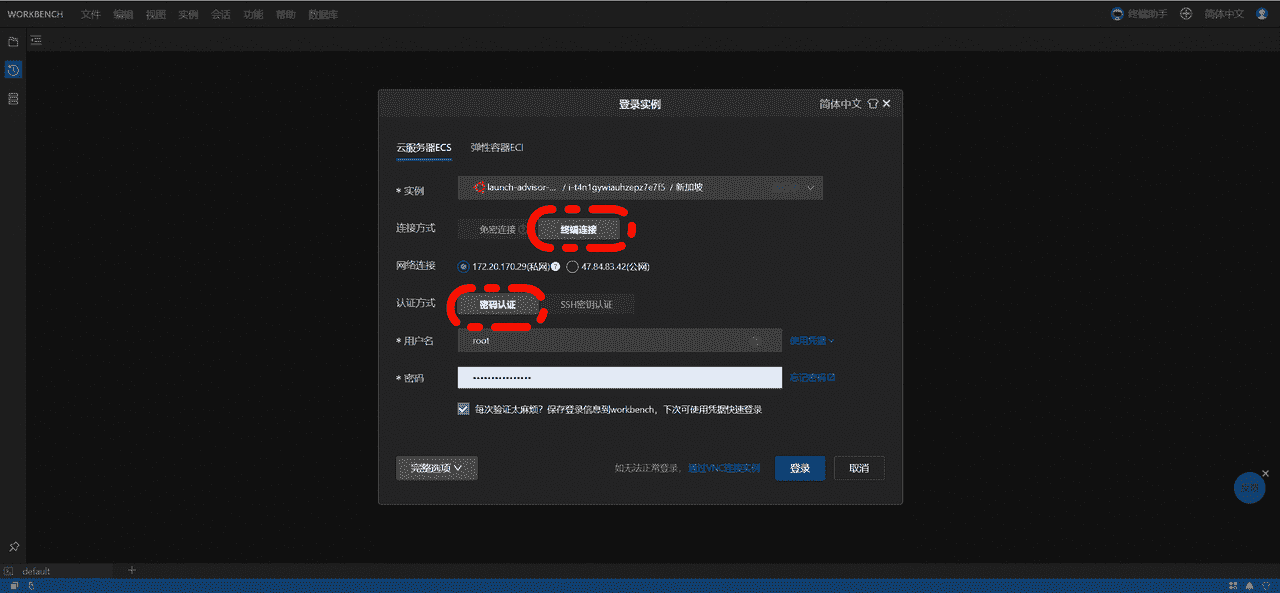 WORKBENCH 文件 编辑 视图 实例 会话 功能 帮助 数据库 终端助手 简体中文
登录实例 简体中文
云服务器ECS 弹性容器ECI
* 实例 launch-advisor-... / i-t4n1gywiauhzepz7e7f5 / 新加坡
连接方式 免密连接 终端连接
网络连接 172.20.170.29(私网) 47.84.83.42(公网)
认证方式 密码认证 SSH密钥认证
* 用户名 root 使用凭据
* 密码 ················ 忘记密码
每次验证太麻烦？保存登录信息到workbench，下次可使用凭据快速登录
完整选项 如无法正常登录，通过VNC连接实例 登录 取消
default